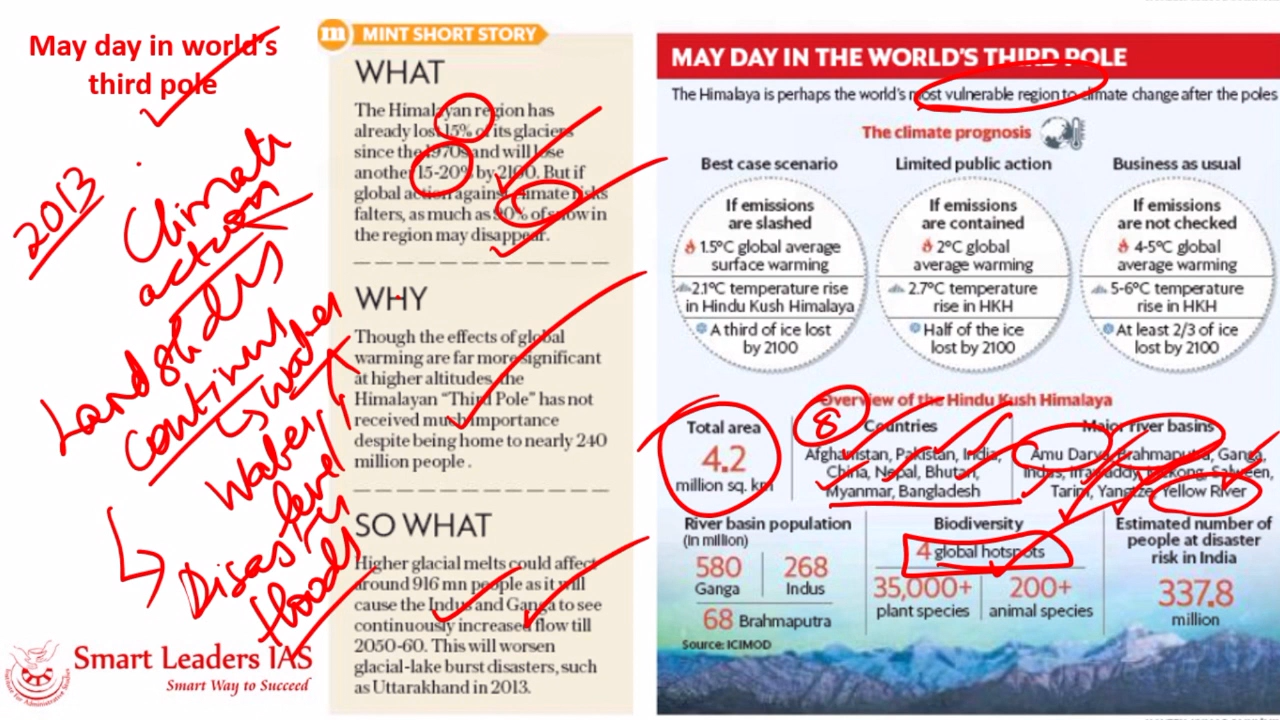 May day in world's
third pole
2013
Climate
action
Landslides
continuous
water
Water level
Disaster
floods
Smart Leaders IAS
Smart Way to Succeed
m MINT SHORT STORY
WHAT
The Himalayan region has
already lost 15% of its glaciers
since the 1970s and will lose
another 15-20% by 2100. But if
global action against climate risks
falters, as much as 90% of snow in
the region may disappear.
WHY
Though the effects of global
warming are far more significant
at higher altitudes, the
Himalayan “Third Pole” has not
received much importance
despite being home to nearly 240
million people.
SO WHAT
Higher glacial melts could affect
around 916 mn people as it will
cause the Indus and Ganga to see
continuously increased flow till
2050-60. This will worsen
glacial-lake burst disasters, such
as Uttarakhand in 2013.
MAY DAY IN THE WORLD'S THIRD POLE
The Himalaya is perhaps the world's most vulnerable region to climate change after the poles
The climate prognosis
Best case scenario
If emissions
are slashed
1.5°C global average
surface warming
2.1°C temperature rise
in Hindu Kush Himalaya
A third of ice lost
by 2100
Limited public action
If emissions
are contained
2°C global
average warming
2.7°C temperature
rise in HKH
Half of the ice
lost by 2100
Business as usual
If emissions
are not checked
4-5°C global
average warming
5-6°C temperature
rise in HKH
At least 2/3 of ice
lost by 2100
Overview of the Hindu Kush Himalaya
Total area
4.2
million sq. km
8
Countries
Afghanistan, Pakistan, India,
China, Nepal, Bhutan,
Myanmar, Bangladesh
Major river basins
Amu Darya, Brahmaputra, Ganga,
Indus, Irrawaddy, Mekong, Salween,
Tarim, Yangtze, Yellow River
River basin population
(In million)
580
Ganga
268
Indus
68 Brahmaputra
Biodiversity
4 global hotspots
35,000+
plant species
200+
animal species
Estimated number of
people at disaster
risk in India
337.8
million
Source: ICIMOD